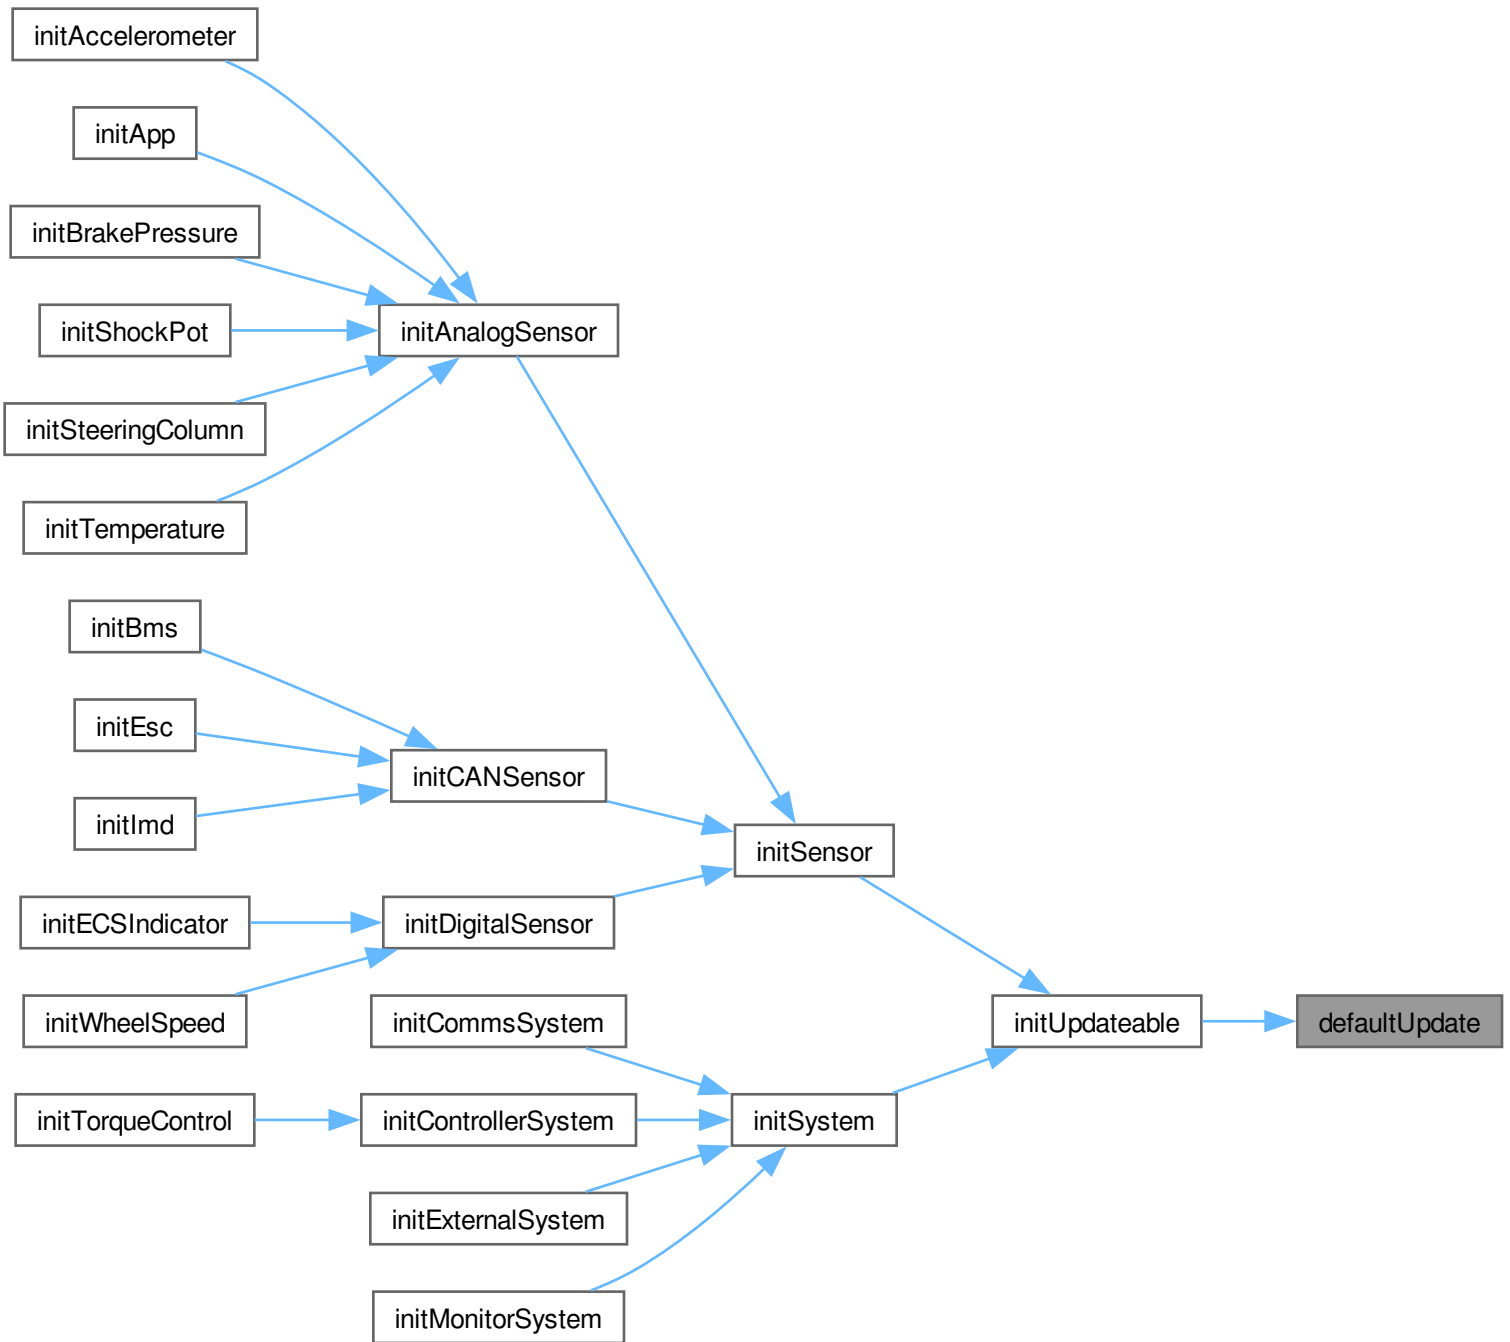 initAccelerometer
initApp
initBrakePressure
initShockPot
initAnalogSensor
initSteeringColumn
initTemperature
initBms
initEsc
initCANSensor
initImd
initSensor
initECSIndicator
initDigitalSensor
initWheelSpeed
initCommsSystem
initUpdateable
defaultUpdate
initTorqueControl
initControllerSystem
initSystem
initExternalSystem
initMonitorSystem